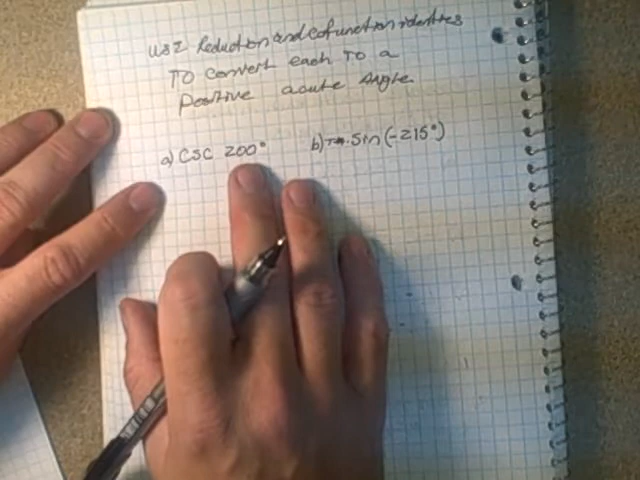 USE Reduction and cofunction identities
TO convert each TO a
Positive acute Angle.
a) CSC 200° b) Sin(-215°)